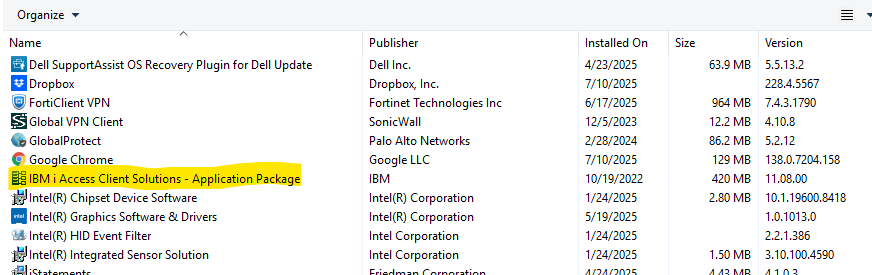 Organize
Name Publisher Installed On Size Version
Dell SupportAssist OS Recovery Plugin for Dell Update Dell Inc. 4/23/2025 63.9 MB 5.5.13.2
Dropbox Dropbox, Inc. 7/10/2025 228.4.5567
FortiClient VPN Fortinet Technologies Inc 6/17/2025 964 MB 7.4.3.1790
Global VPN Client SonicWall 12/5/2023 12.2 MB 4.10.8
GlobalProtect Palo Alto Networks 2/28/2024 86.2 MB 5.2.12
Google Chrome Google LLC 7/10/2025 129 MB 138.0.7204.158
IBM i Access Client Solutions - Application Package IBM 10/19/2022 420 MB 11.08.00
Intel(R) Chipset Device Software Intel(R) Corporation 1/24/2025 2.80 MB 10.1.19600.8418
intel Intel(R) Graphics Software & Drivers Intel(R) Corporation 5/19/2025 1.0.1013.0
Intel(R) HID Event Filter Intel Corporation 1/24/2025 2.2.1.386
Intel(R) Integrated Sensor Solution Intel(R) Corporation 1/24/2025 1.50 MB 3.10.100.4590
iStatements Friedman Corporation 4/24/2025 4.43 MB 4.1.0.3